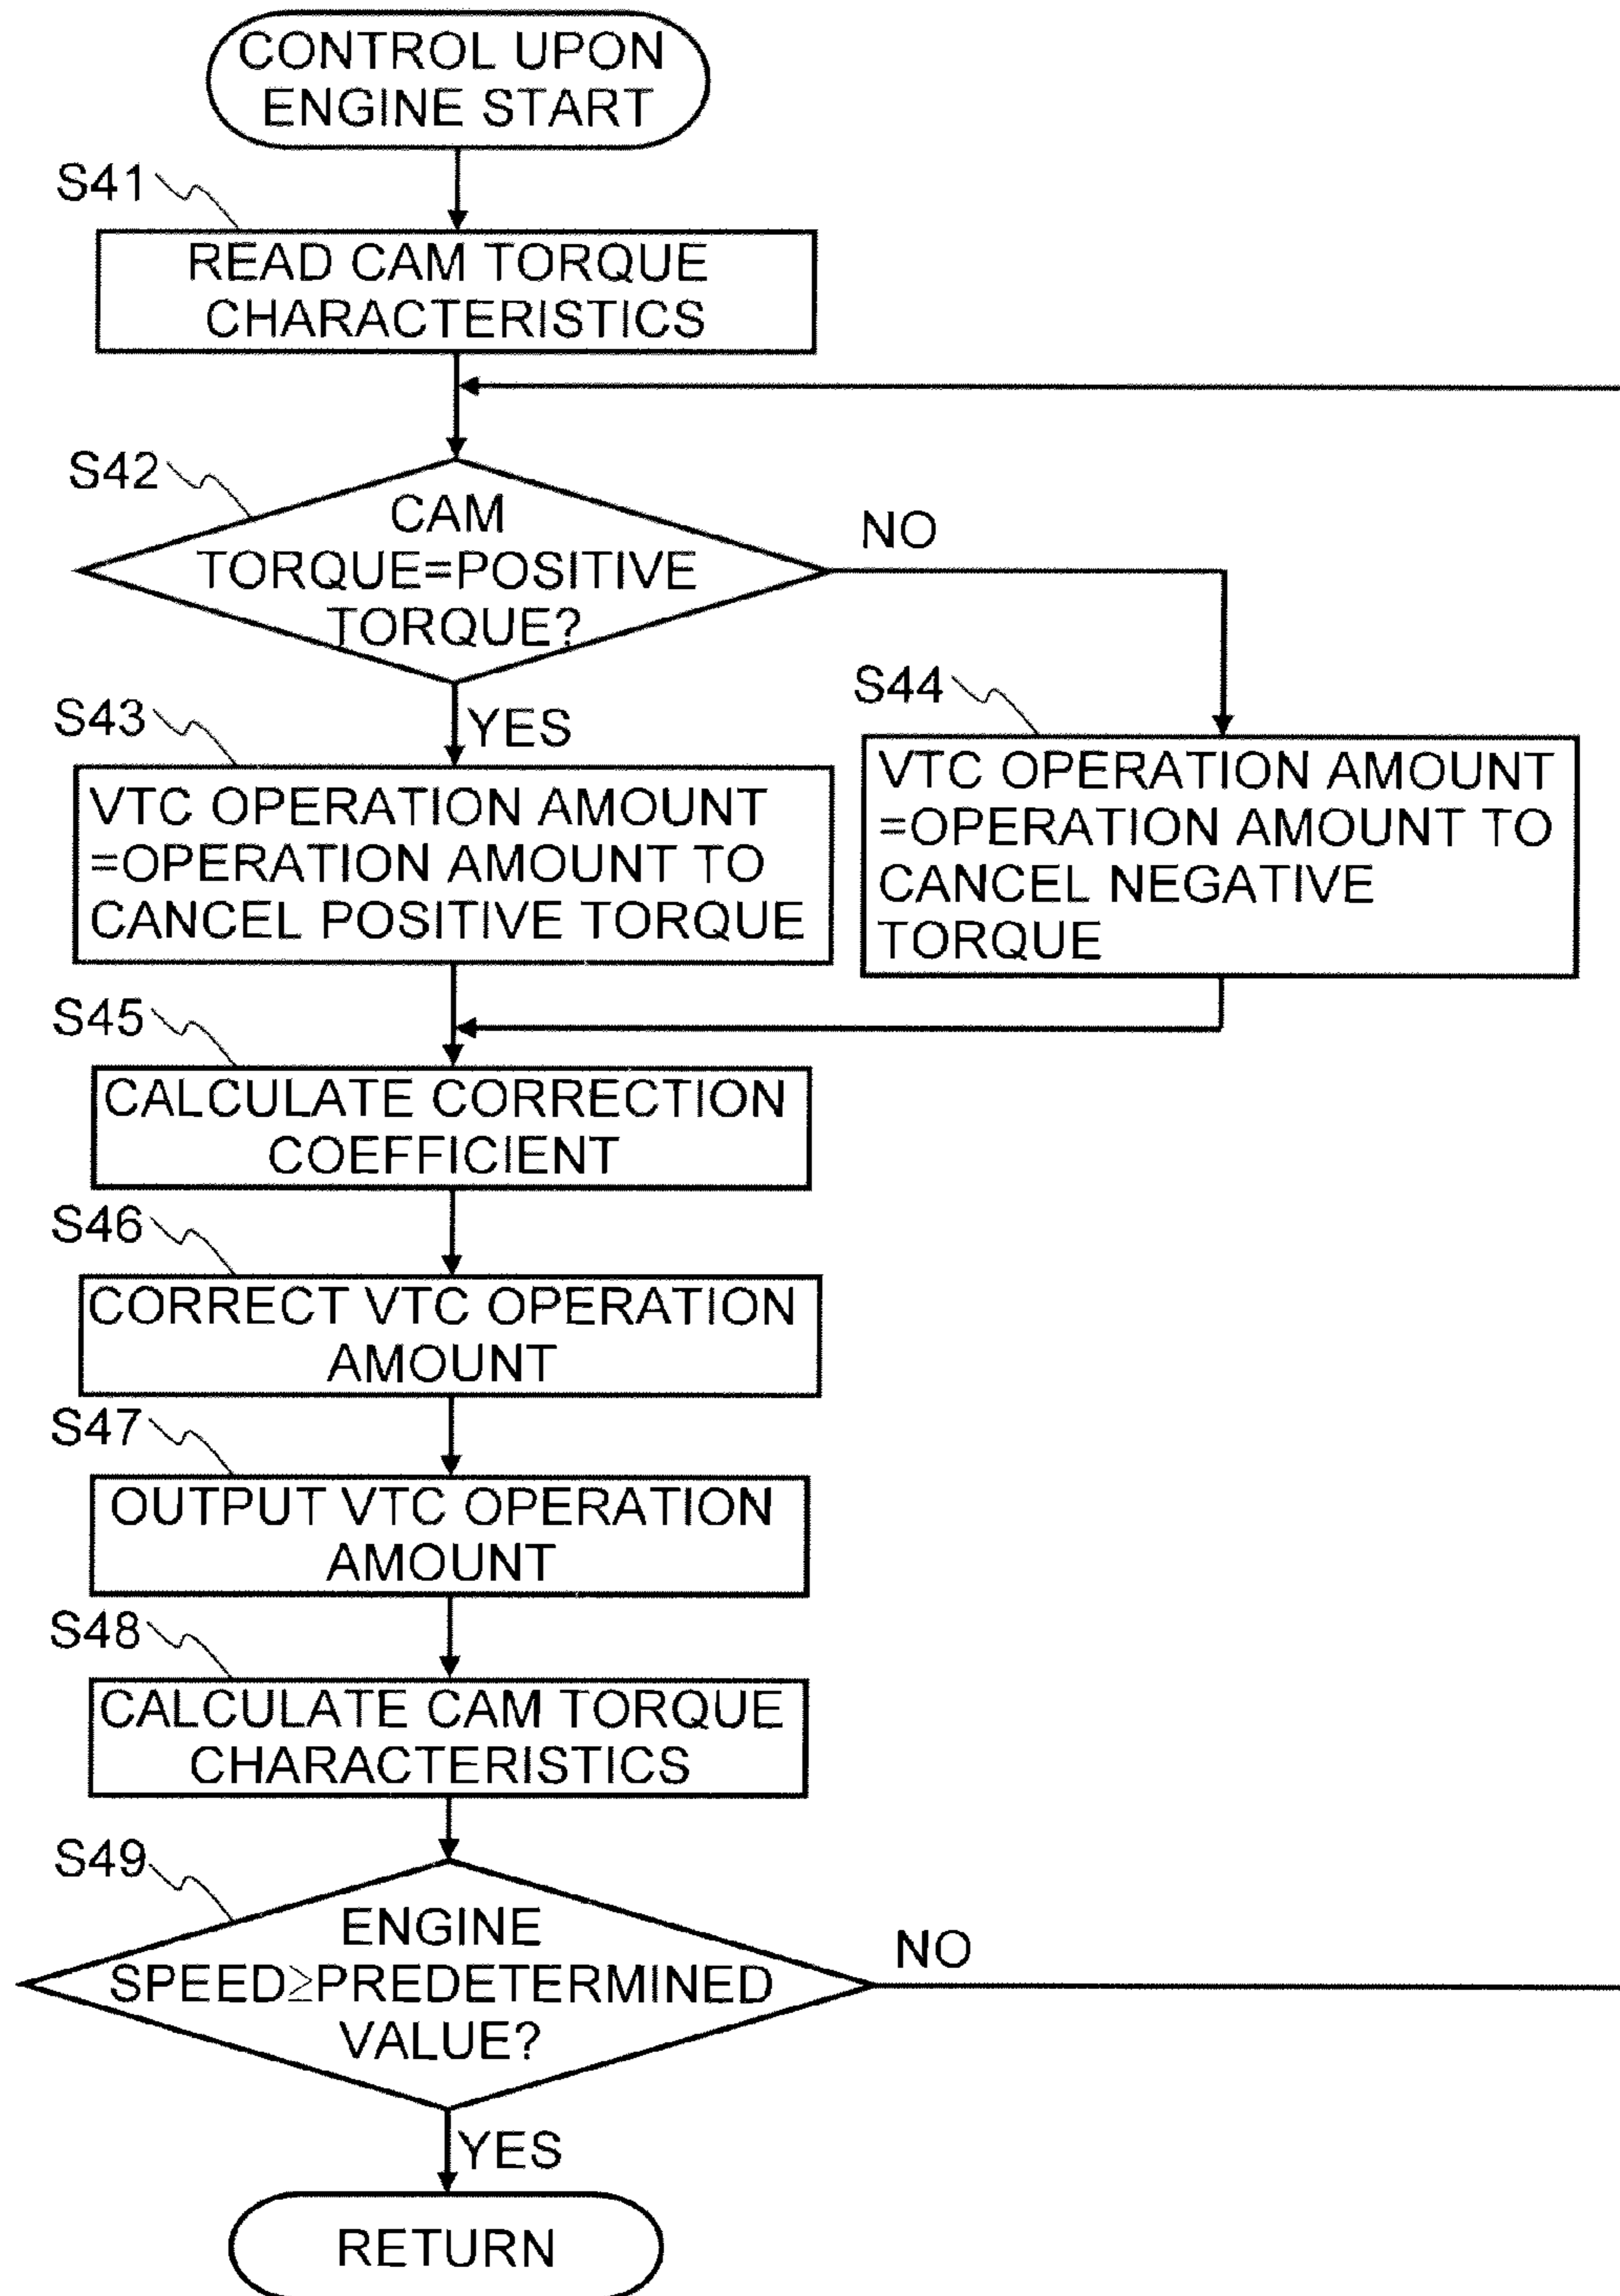 CONTROL UPON
ENGINE START
S41
READ CAM TORQUE
CHARACTERISTICS
S42
CAM
TORQUE=POSITIVE
TORQUE?
NO
S43
YES
S44
VTC OPERATION AMOUNT
=OPERATION AMOUNT TO
CANCEL POSITIVE TORQUE
VTC OPERATION AMOUNT
=OPERATION AMOUNT TO
CANCEL NEGATIVE
TORQUE
S45
CALCULATE CORRECTION
COEFFICIENT
S46
CORRECT VTC OPERATION
AMOUNT
S47
OUTPUT VTC OPERATION
AMOUNT
S48
CALCULATE CAM TORQUE
CHARACTERISTICS
S49
ENGINE
SPEED≥PREDETERMINED
VALUE?
NO
YES
RETURN